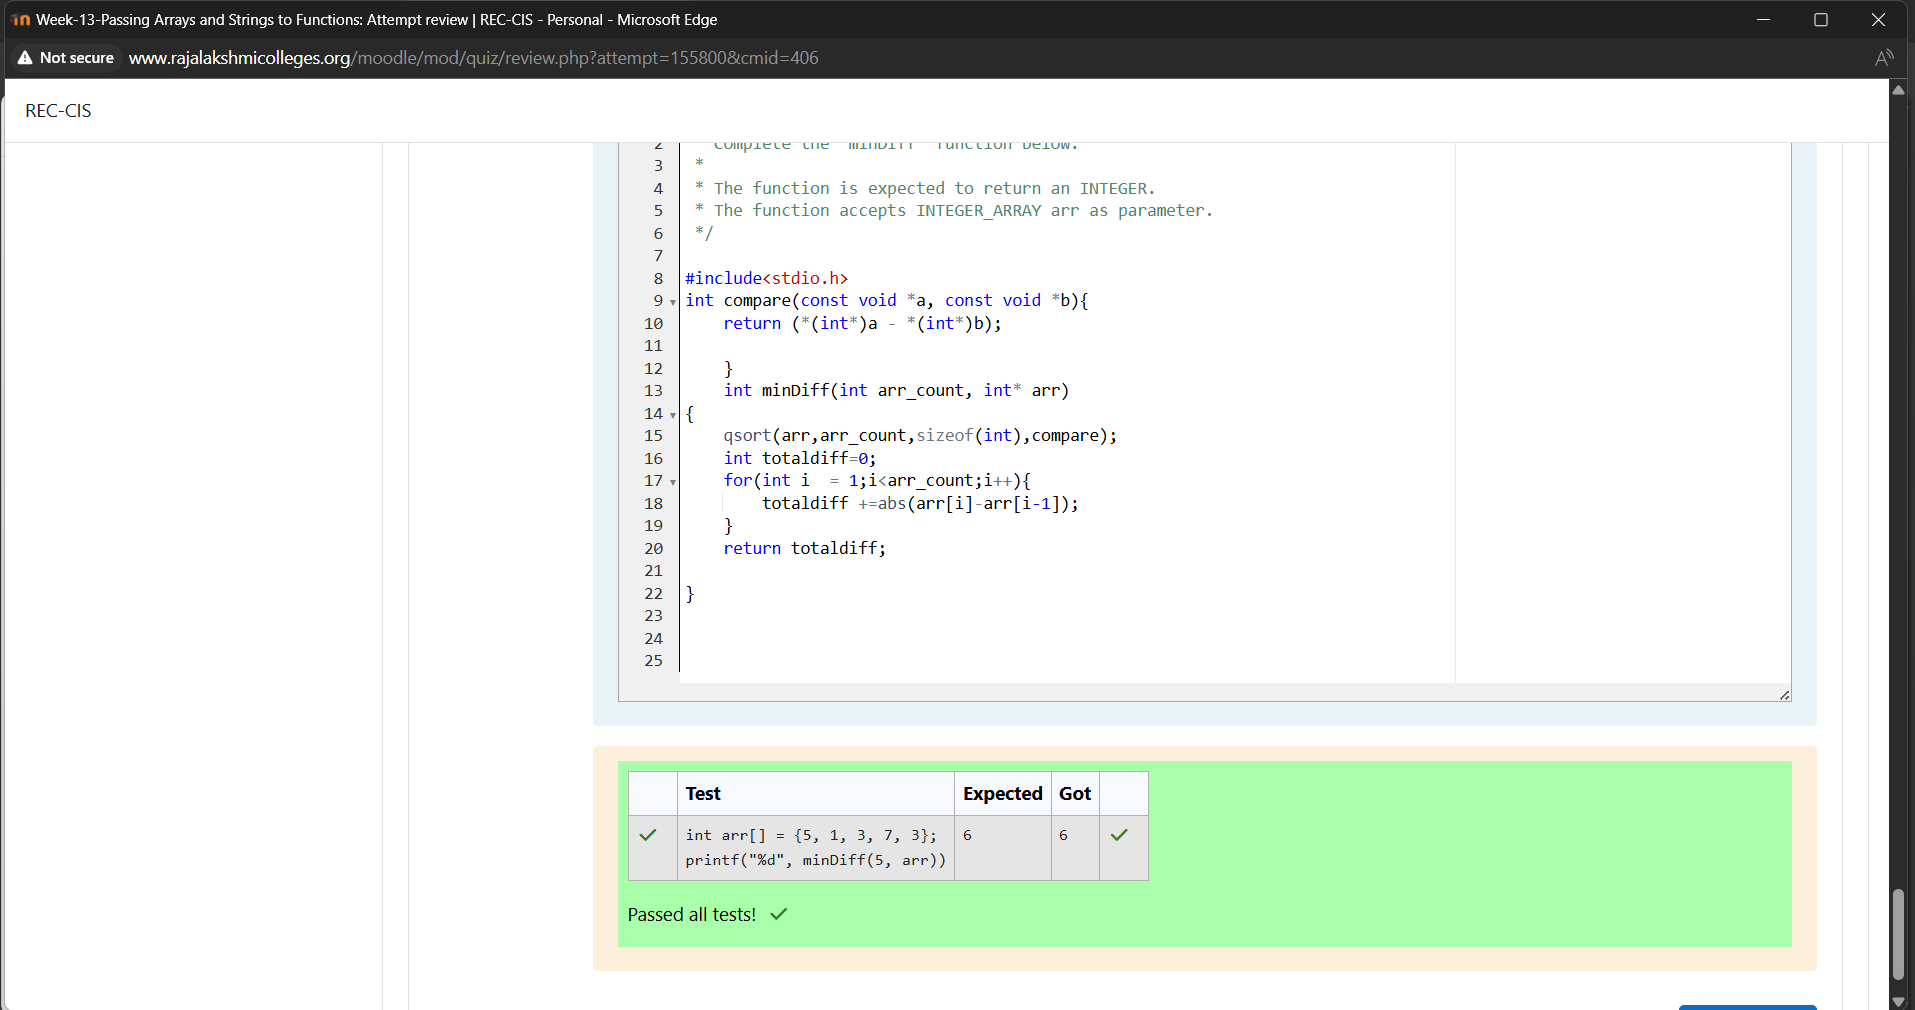 Week-13-Passing Arrays and Strings to Functions: Attempt review | REC-CIS - Personal - Microsoft Edge
Not secure www.rajalakshmicolleges.org/moodle/mod/quiz/review.php?attempt=155800&cmid=406
REC-CIS
2 * Complete the 'minDiff' function below.
3 *
4 * The function is expected to return an INTEGER.
5 * The function accepts INTEGER_ARRAY arr as parameter.
6 */
7
8 #include<stdio.h>
9 int compare(const void *a, const void *b){
10     return (*(int*)a - *(int*)b);
11
12     }
13     int minDiff(int arr_count, int* arr)
14 {
15     qsort(arr,arr_count,sizeof(int),compare);
16     int totaldiff=0;
17     for(int i  = 1;i<arr_count;i++){
18         totaldiff +=abs(arr[i]-arr[i-1]);
19     }
20     return totaldiff;
21
22 }
23
24
25
Test Expected Got
int arr[] = {5, 1, 3, 7, 3}; 6 6
printf("%d", minDiff(5, arr))
Passed all tests!